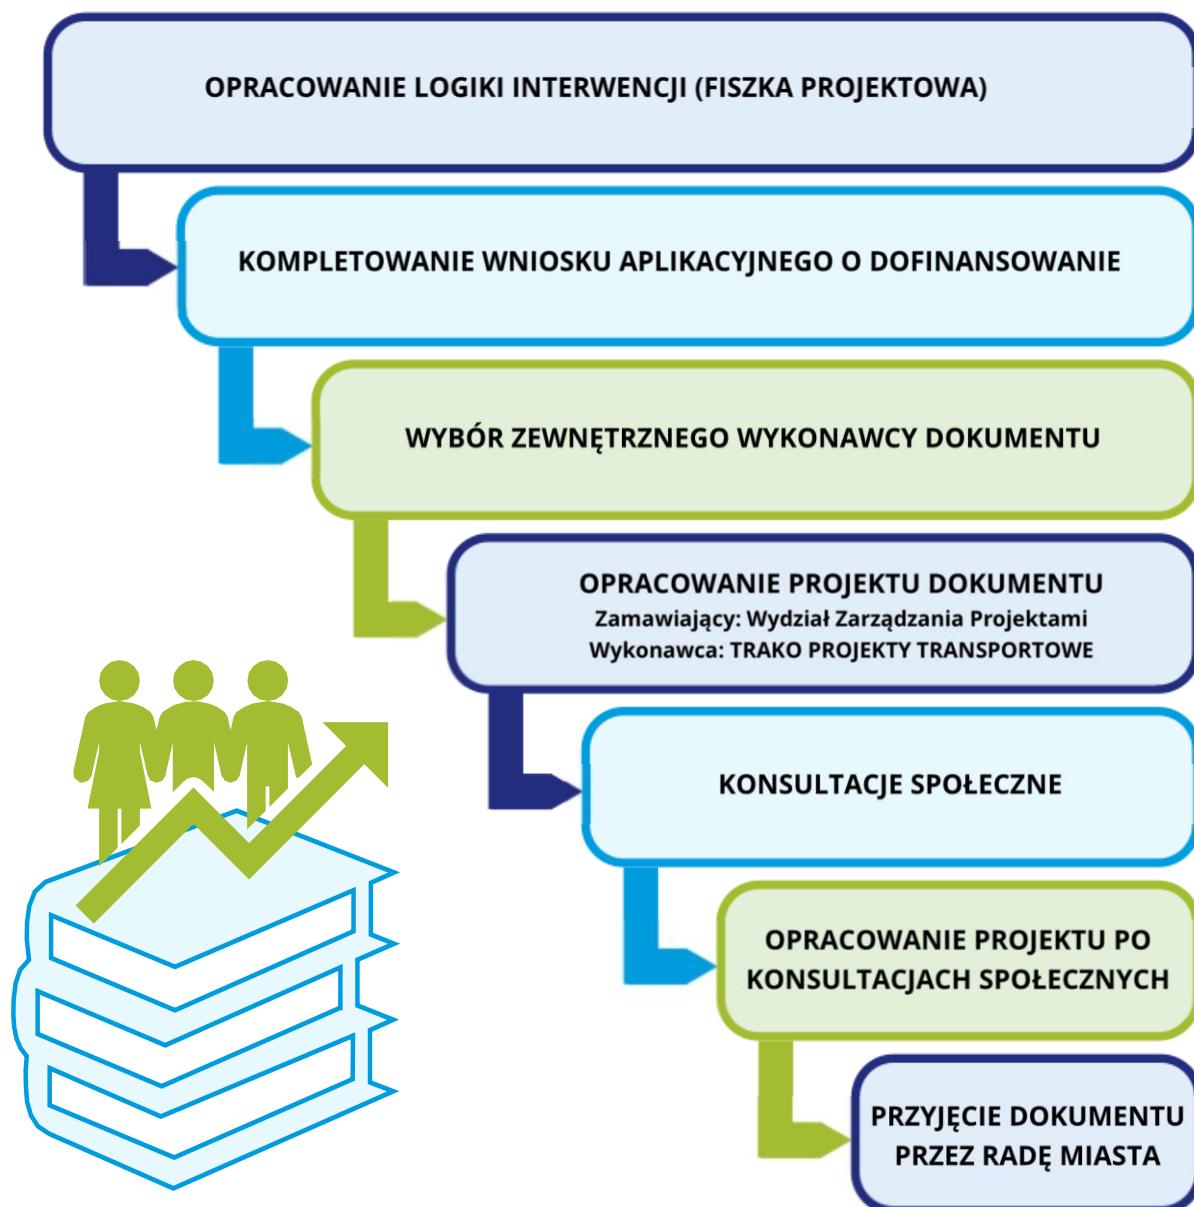 OPRACOWANIE LOGIKI INTERWENCJI (FISZKA PROJEKTOWA)
KOMPLETOWANIE WNIOSKU APLIKACYJNEGO O DOFINANSOWANIE
WYBÓR ZEWNĘTRZNEGO WYKONAWCY DOKUMENTU
OPRACOWANIE PROJEKTU DOKUMENTU
Zamawiający: Wydział Zarządzania Projektami
Wykonawca: TRAKO PROJEKTY TRANSPORTOWE
KONSULTACJE SPOŁECZNE
OPRACOWANIE PROJEKTU PO
KONSULTACJACH SPOŁECZNYCH
PRZYJĘCIE DOKUMENTU
PRZEZ RADĘ MIASTA